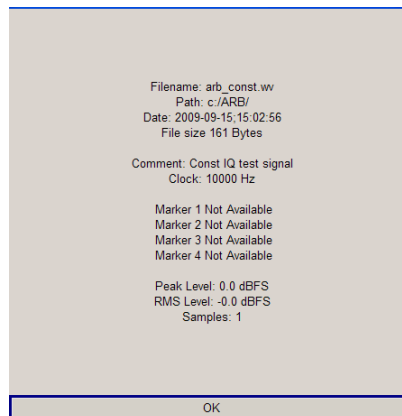 Filename: arb_const.wv
Path: c:/ARB/
Date: 2009-09-15;15:02:56
File size 161 Bytes
Comment: Const IQ test signal
Clock: 10000 Hz
Marker 1 Not Available
Marker 2 Not Available
Marker 3 Not Available
Marker 4 Not Available
Peak Level: 0.0 dBFS
RMS Level: -0.0 dBFS
Samples: 1
OK